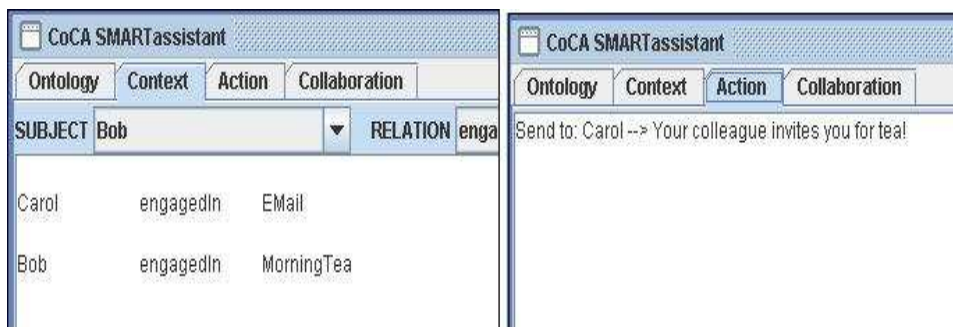 CoCA SMARTassistant
Ontology Context Action Collaboration
SUBJECT Bob RELATION enga
Carol engagedIn EMail
Bob engagedIn MorningTea
CoCA SMARTassistant
Ontology Context Action Collaboration
Send to: Carol --> Your colleague invites you for tea!